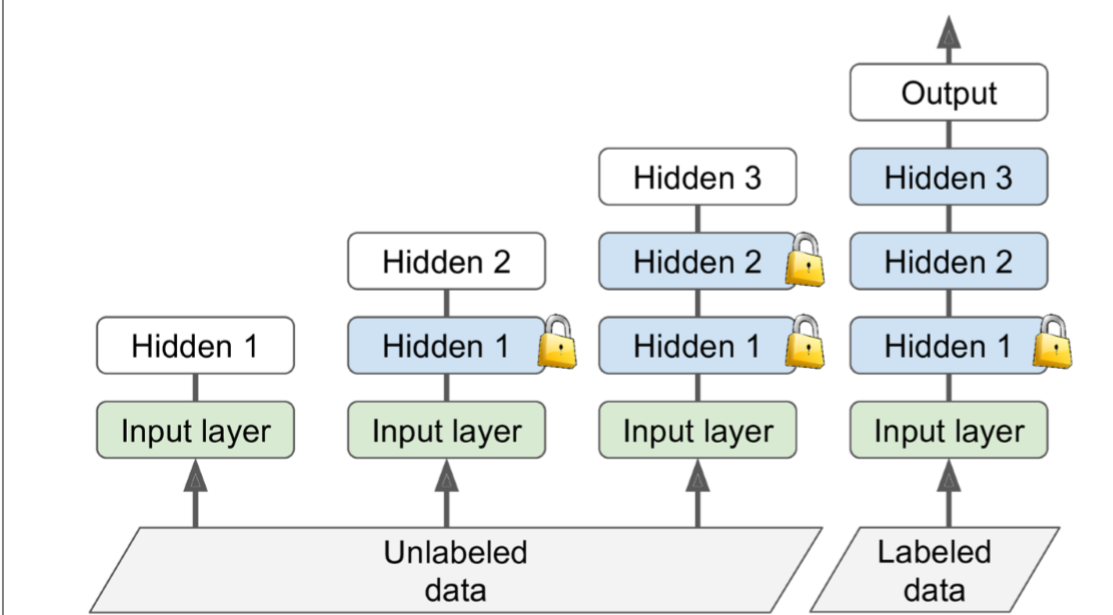 Output
Hidden 3
Hidden 3
Hidden 2
Hidden 2
Hidden 2
Hidden 1
Hidden 1
Hidden 1
Hidden 1
Input layer
Input layer
Input layer
Input layer
Unlabeled
data
Labeled
data